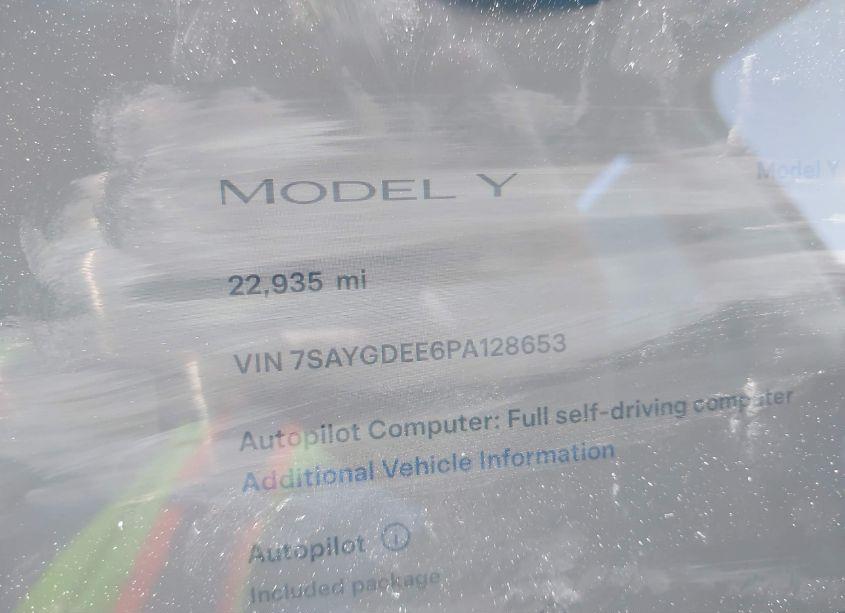 MODEL Y
Model Y
22,935 mi
VIN 7SAYGDEE6PA128653
Autopilot Computer: Full self-driving computer
Additional Vehicle Information
Autopilot
Included package